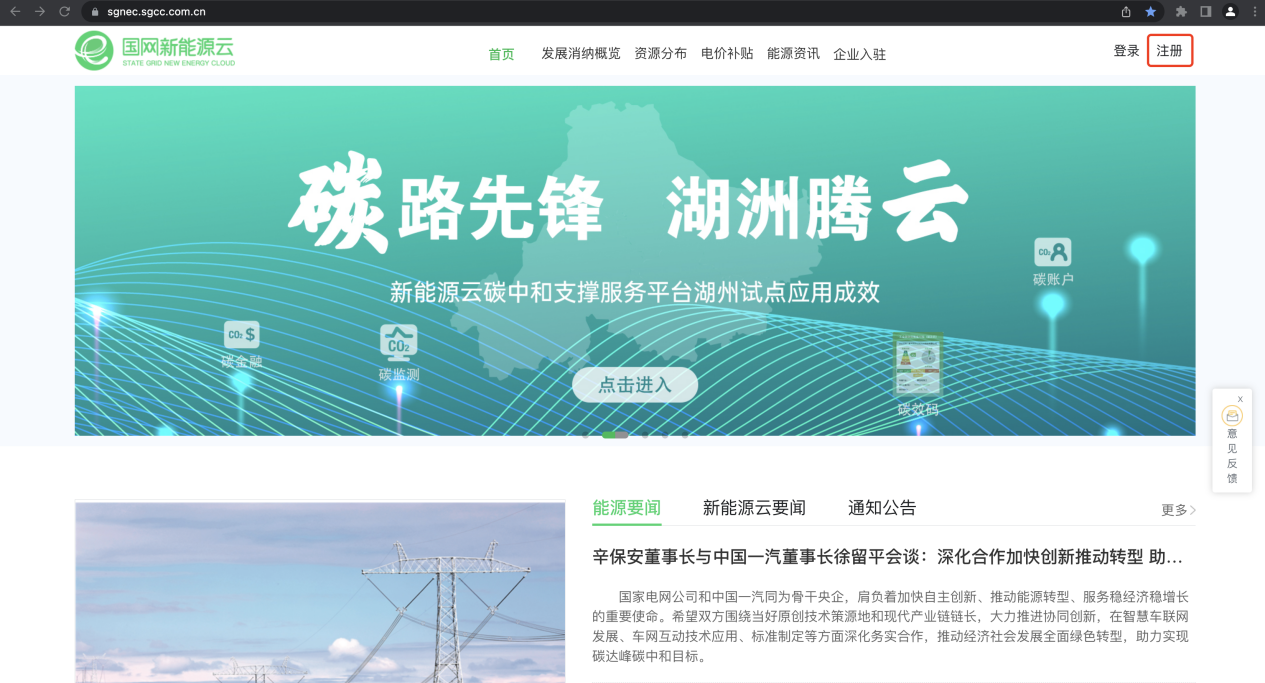 sgnec.sgcc.com.cn
国网新能源云
STATE GRID NEW ENERGY CLOUD
首页 发展消纳概览 资源分布 电价补贴 能源资讯 企业入驻
登录 注册
碳路先锋 湖洲腾云
新能源云碳中和支撑服务平台湖州试点应用成效
CO₂
碳账户
CO₂ $
碳金融
CO₂
碳监测
碳效码
点击进入
x
意
见
反
馈
能源要闻 新能源云要闻 通知公告
更多
辛保安董事长与中国一汽董事长徐留平会谈：深化合作加快创新推动转型 助...
国家电网公司和中国一汽同为骨干央企，肩负着加快自主创新、推动能源转型、服务稳经济稳增长
的重要使命。希望双方围绕当好原创技术策源地和现代产业链链长，大力推进协同创新，在智慧车联网
发展、车网互动技术应用、标准制定等方面深化务实合作，推动经济社会发展全面绿色转型，助力实现
碳达峰碳中和目标。